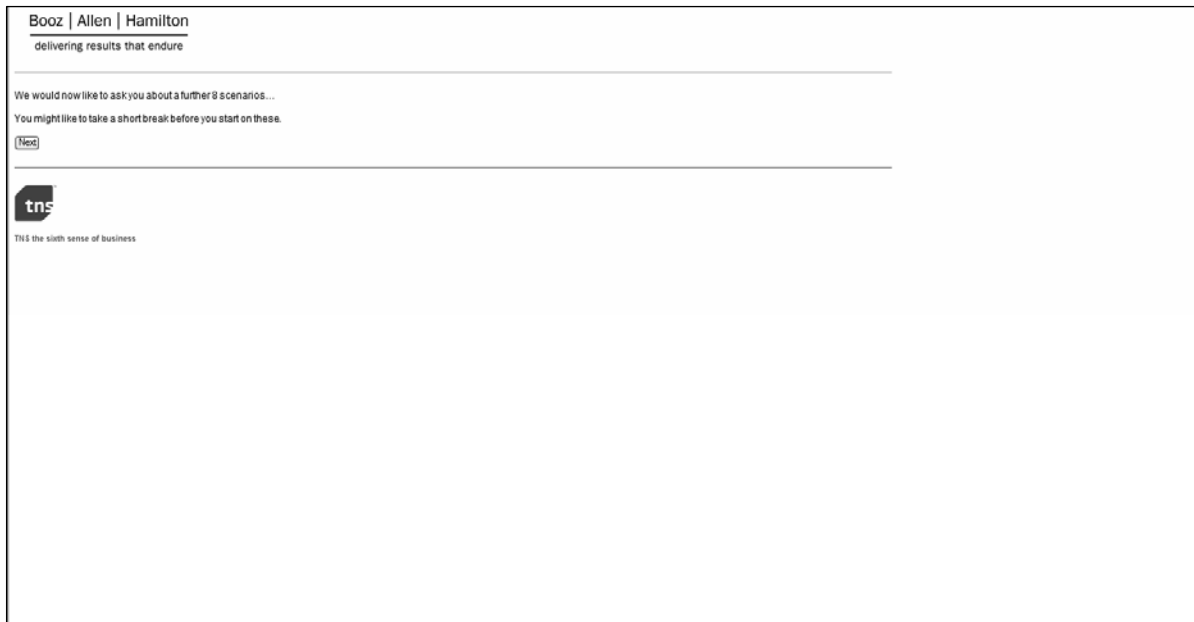 Booz | Allen | Hamilton
delivering results that endure
We would now like to ask you about a further 8 scenarios...
You might like to take a short break before you start on these.
Next
tns
TNS the sixth sense of business